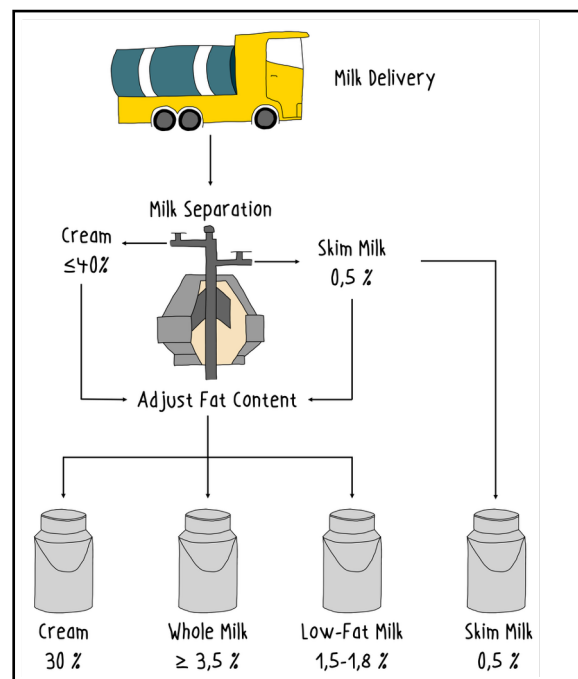 Milk Delivery
Milk Separation
Cream
≤40%
Skim Milk
0,5 %
Adjust Fat Content
Cream
30 %
Whole Milk
≥ 3,5 %
Low-Fat Milk
1,5-1,8 %
Skim Milk
0,5 %